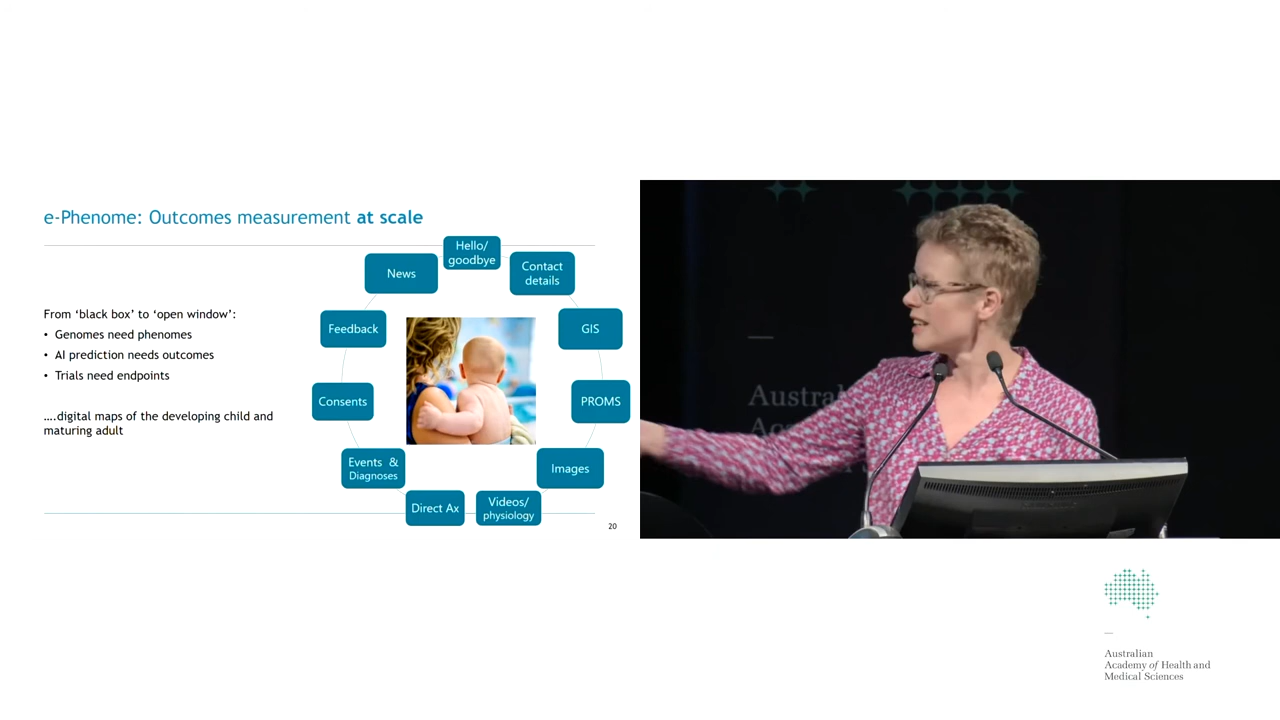 e-Phenome: Outcomes measurement at scale
From ‘black box’ to ‘open window’:
• Genomes need phenomes
• AI prediction needs outcomes
• Trials need endpoints
….digital maps of the developing child and
maturing adult
Hello/
goodbye
Contact
details
GIS
PROMS
Images
Videos/
physiology
Direct Ax
Events &
Diagnoses
Consents
Feedback
News
20
Austral
Australian
Academy of Health and
Medical Sciences